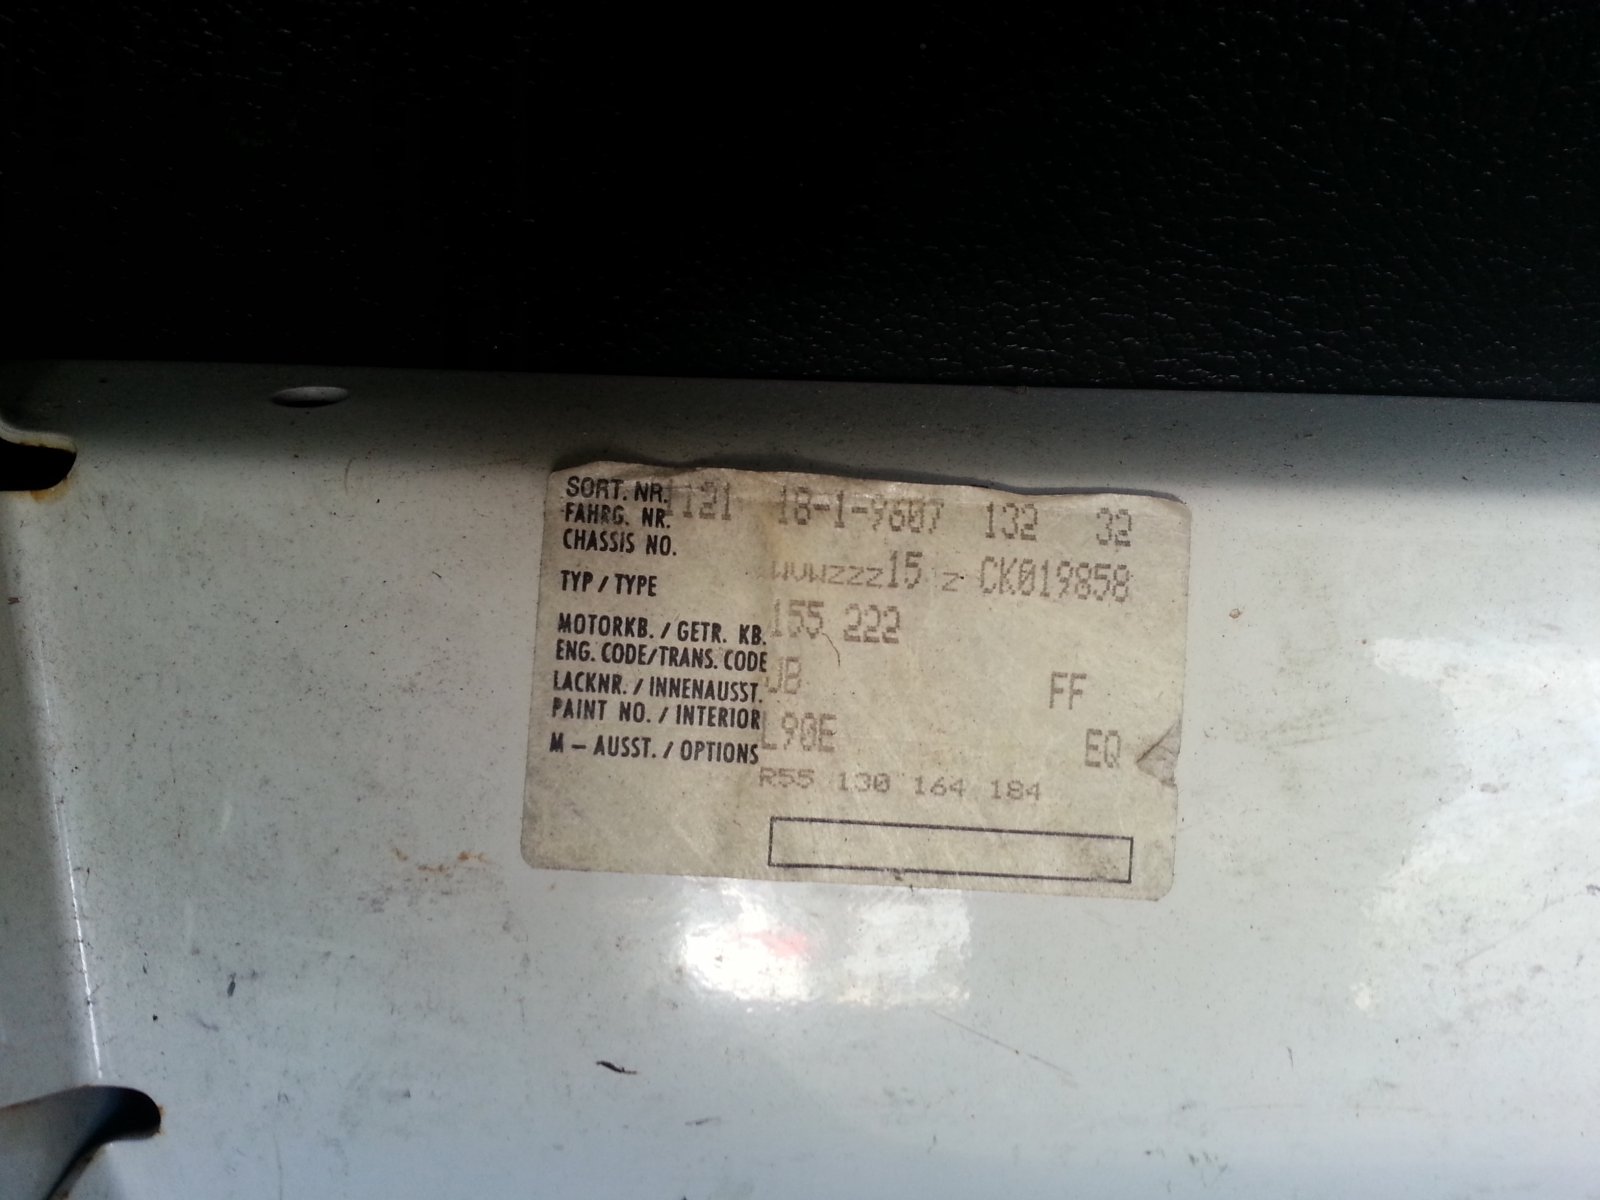 SORT. NR. 1121 18-1-9607 132 32
FAHRG. NR.
CHASSIS NO. WVWZZZ15 Z CK019858
TYP / TYPE 155 222
MOTORKB. / GETR. KB.
ENG. CODE/TRANS. CODE JB FF
LACKNR. / INNENAUSST.
PAINT NO. / INTERIOR L90E EQ
M - AUSST. / OPTIONS R55 130 164 184